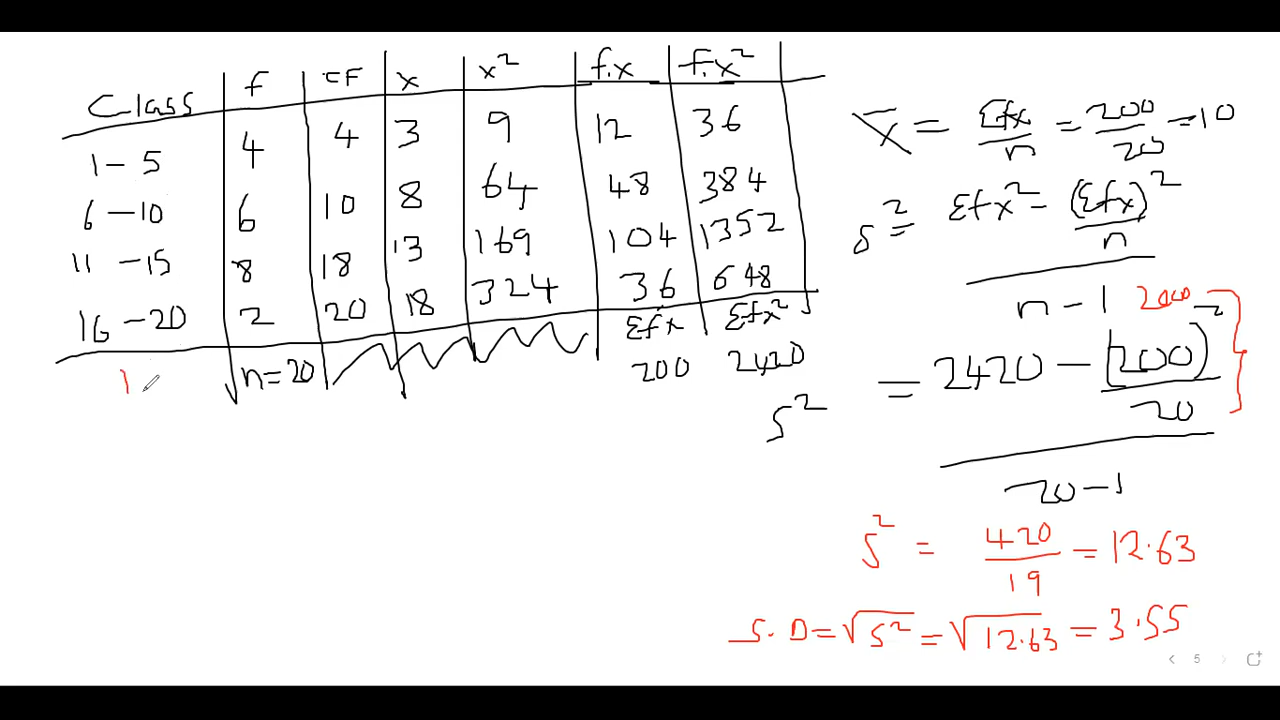 Class f CF x x² f.x f.x²
1 – 5 4 4 3 9 12 36
6 – 10 6 10 8 64 48 384
11 – 15 8 18 13 169 104 1352
16 – 20 2 20 18 324 36 648
Σfx Σfx²
1 n = 20 200 2420
x̄ = Σfx / n = 200 / 20 = 10
s² = Σfx² – (Σfx)² / n
n – 1
2000
s² = 2420 – (200)² / 20
20 – 1
s² = 420 / 19 = 12.63
S.D = √s² = √12.63 = 3.55
5